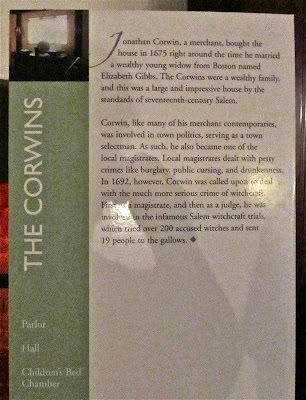 THE CORWINS
Parlor
Hall
Children's Bed
Chamber
Jonathan Corwin, a merchant, bought the
house in 1675 right around the time he married
a wealthy young widow from Boston named
Elizabeth Gibbs. The Corwins were a wealthy family,
and this was a large and impressive house by the
standards of seventeenth-century Salem.
Corwin, like many of his merchant contemporaries,
was involved in town politics, serving as a town
selectman. As such, he also became one of the
local magistrates. Local magistrates dealt with petty
crimes like burglary, public cursing, and drunkenness.
In 1692, however, Corwin was called upon to deal
with the much more serious crime of witchcraft.
First as a magistrate, and then as a judge, he was
involved in the infamous Salem witchcraft trials,
which tried over 200 accused witches and sent
19 people to the gallows.